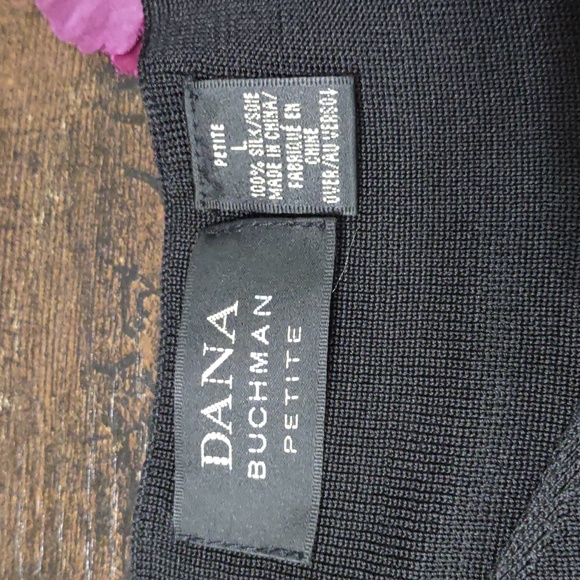 DANA
BUCHMAN
PETITE
PETITE
L
100% SILK/SOIE
MADE IN CHINA/
FABRIQUÉ EN
CHINE
OVER/AU VERSO↓